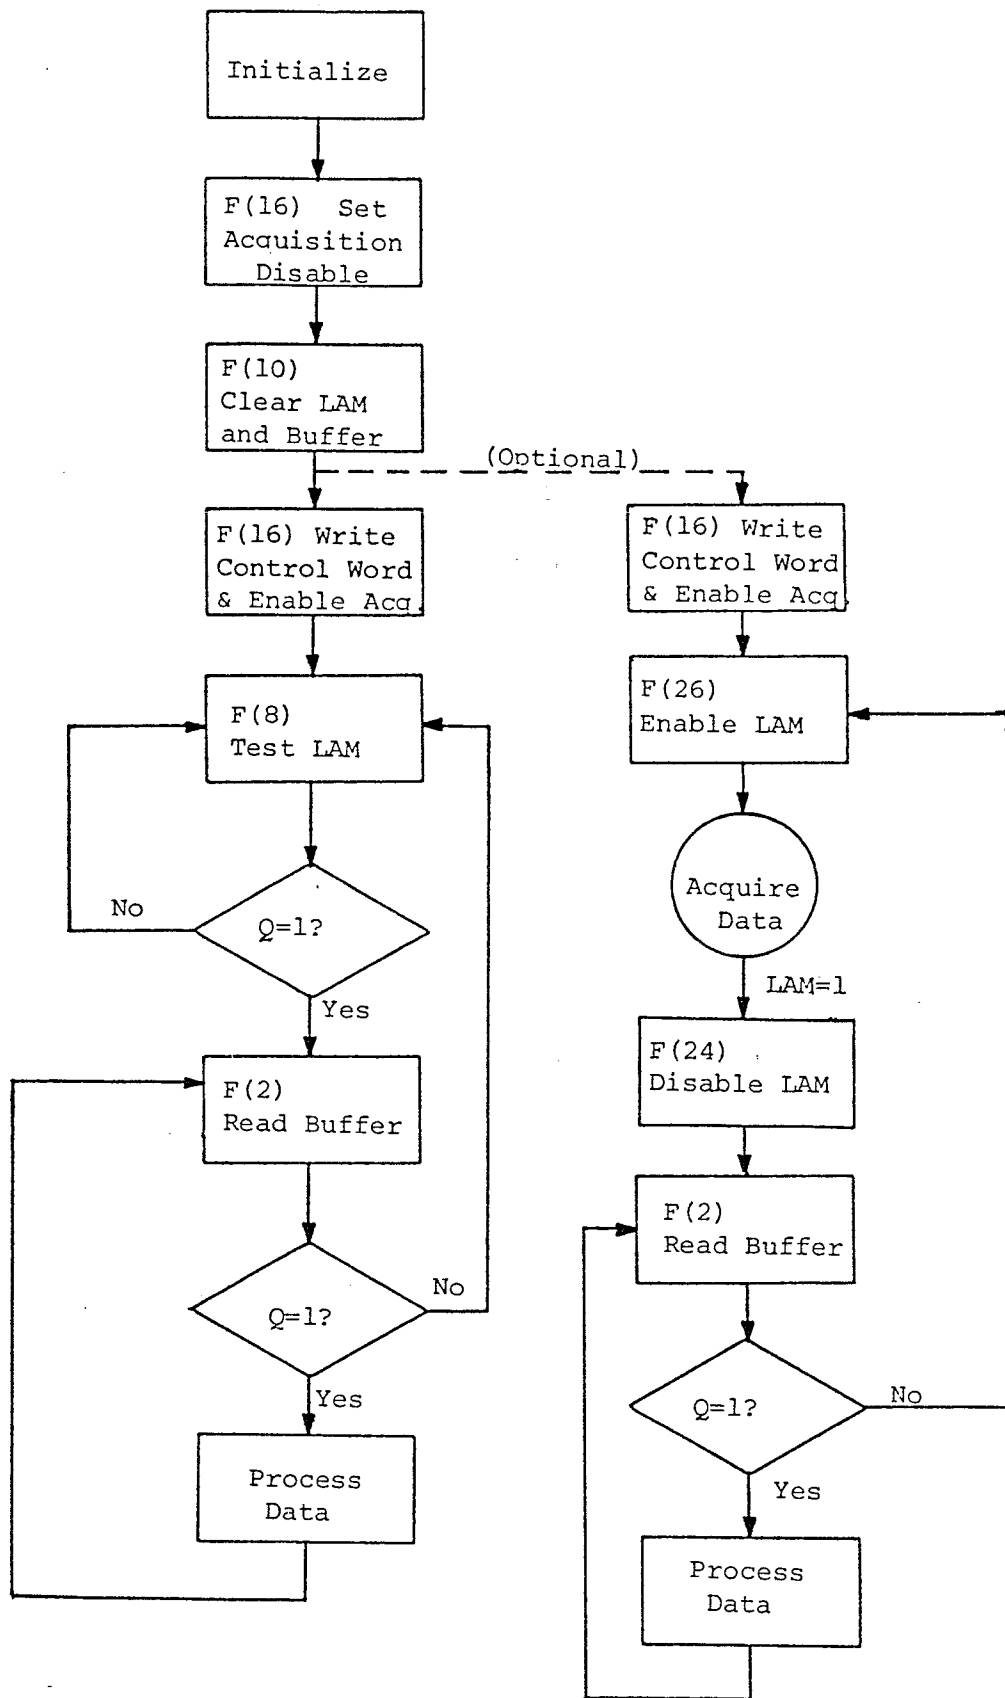 Initialize
F(16) Set
Acquisition
Disable
F(10)
Clear LAM
and Buffer
(Optional)
F(16) Write
Control Word
& Enable Acq.
F(8)
Test LAM
No
Q=1?
Yes
F(2)
Read Buffer
No
Q=1?
Yes
Process
Data
F(16) Write
Control Word
& Enable Acq.
F(26)
Enable LAM
Acquire
Data
LAM=1
F(24)
Disable LAM
F(2)
Read Buffer
No
Q=1?
Yes
Process
Data